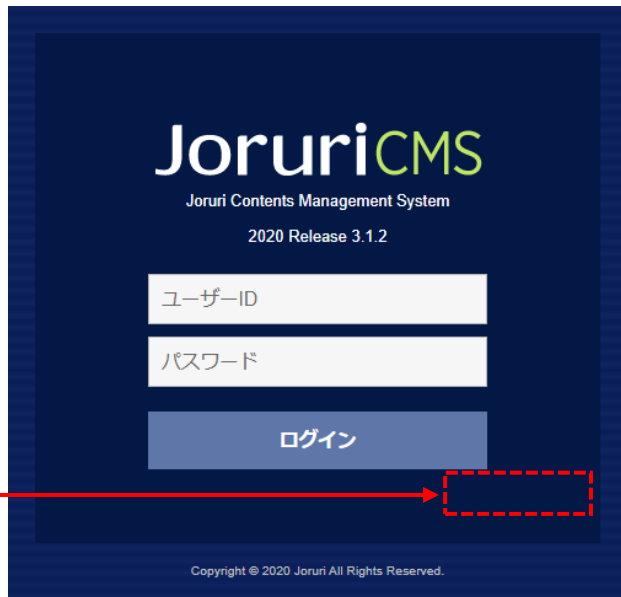 JoruriCMS
Joruri Contents Management System
2020 Release 3.1.2
ユーザーID
パスワード
ログイン
Copyright © 2020 Joruri All Rights Reserved.